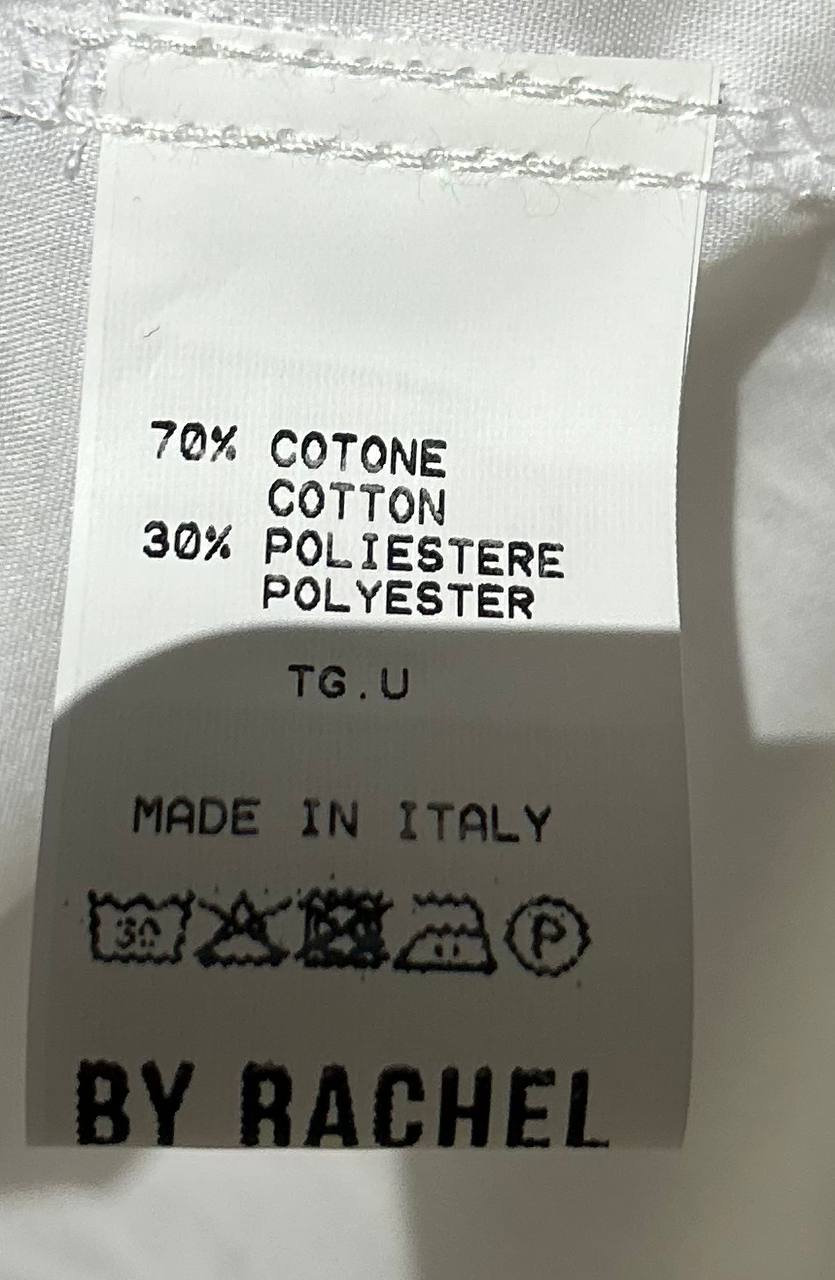 70% COTONE
COTTON
30% POLIESTERE
POLYESTER
TG.U
MADE IN ITALY
30 P
BY RACHEL